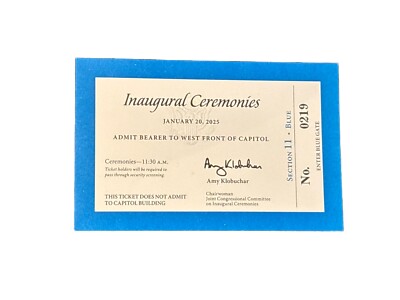 Inaugural Ceremonies
JANUARY 20, 2025
ADMIT BEARER TO WEST FRONT OF CAPITOL
Ceremonies—11:30 A.M.
Ticket holders will be required to
pass through security screening.
THIS TICKET DOES NOT ADMIT
TO CAPITOL BUILDING
Amy Klobuchar
Amy Klobuchar
Chairwoman
Joint Congressional Committee
on Inaugural Ceremonies
SECTION 11 • BLUE
No. 0219
ENTER BLUE GATE